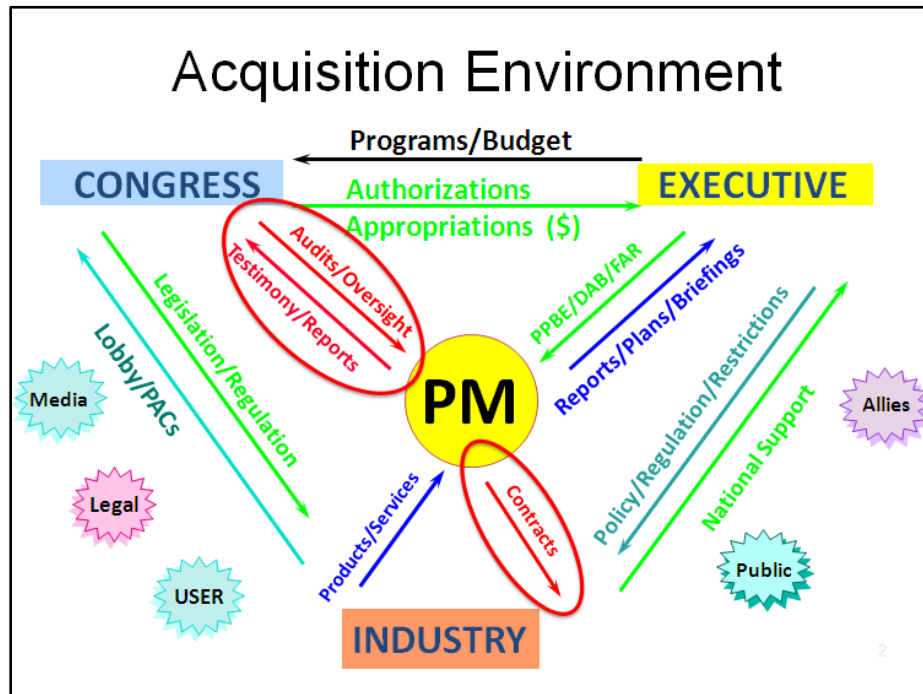 Acquisition Environment
Programs/Budget
CONGRESS
EXECUTIVE
Authorizations
Appropriations ($)
Audits/Oversight
Testimony/Reports
PPBE/DAB/FAR
Reports/Plans/Briefings
Legislation/Regulation
Lobby/PACs
PM
Policy/Regulation/Restrictions
National Support
Media
Allies
Legal
Products/Services
Contracts
Public
USER
INDUSTRY
2